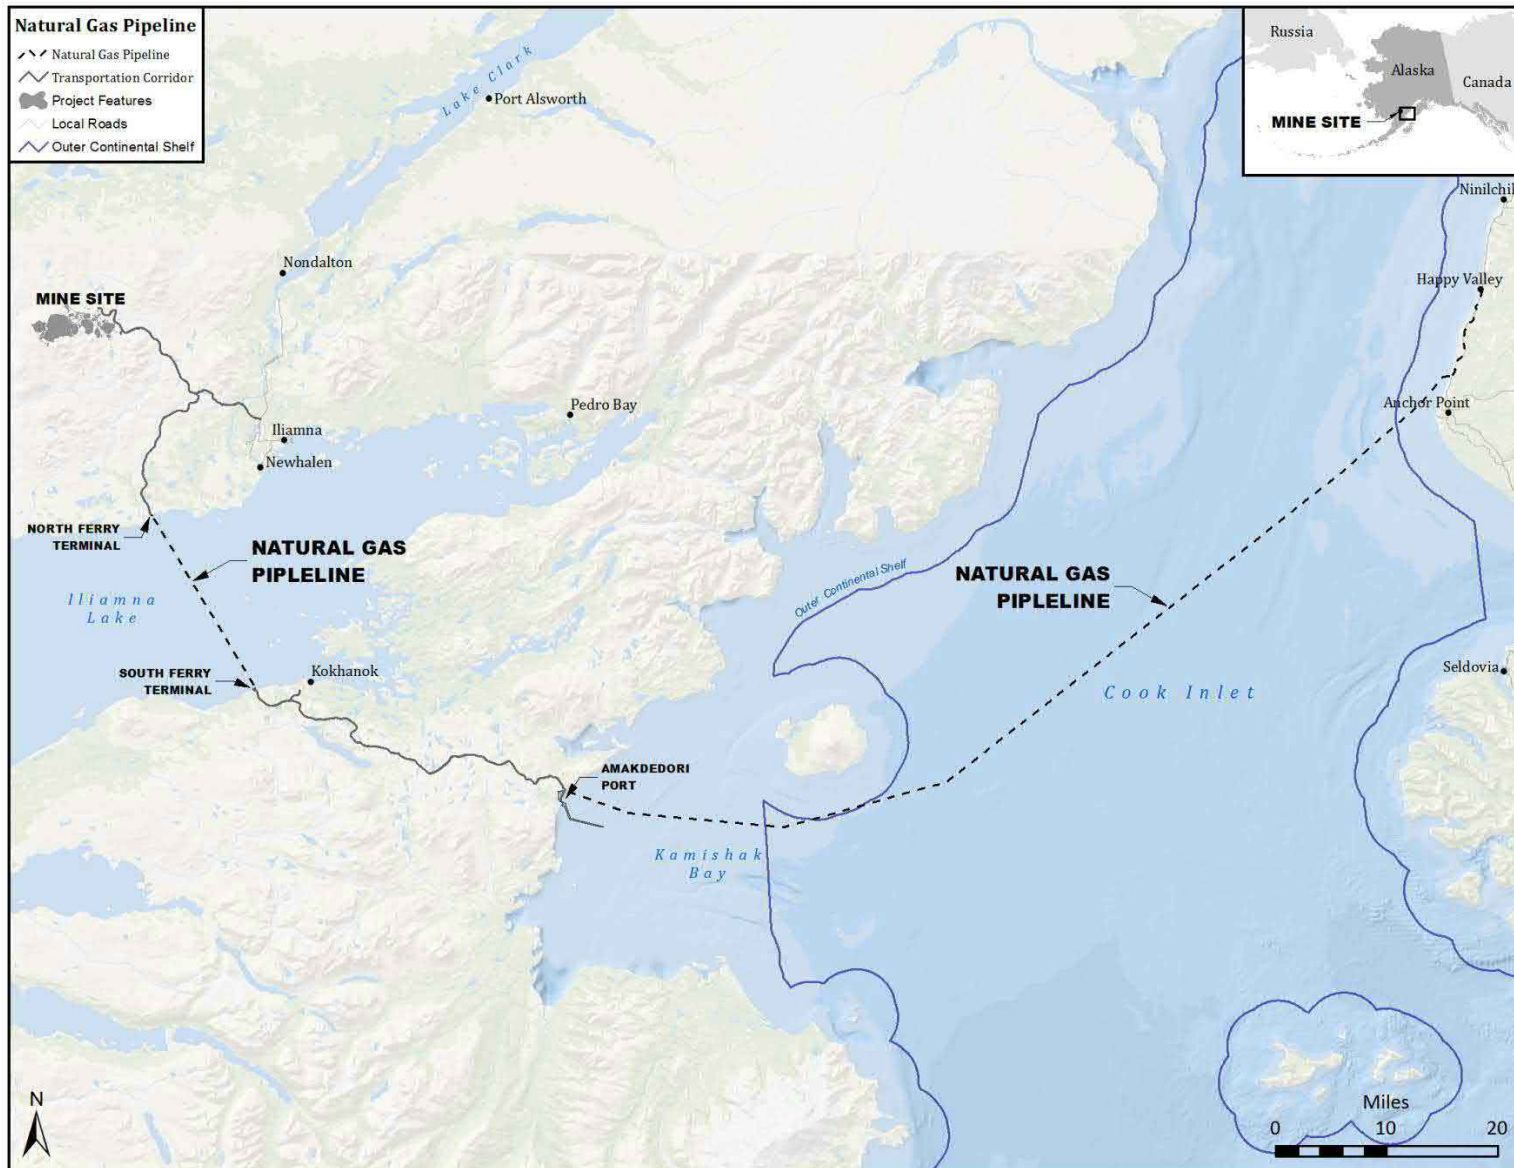 Natural Gas Pipeline
Natural Gas Pipeline
Transportation Corridor
Project Features
Local Roads
Outer Continental Shelf
Russia
Alaska
Canada
MINE SITE
Lake Clark
Port Alsworth
Ninilchik
Nondalton
Happy Valley
MINE SITE
Pedro Bay
Anchor Point
Iliamna
Newhalen
NORTH FERRY
TERMINAL
NATURAL GAS
PIPLELINE
Outer Continental Shelf
NATURAL GAS
PIPLELINE
Iliamna
Lake
SOUTH FERRY
TERMINAL
Kokhanok
Seldovia
Cook Inlet
AMAKDEDORI
PORT
Kamishak
Bay
N
Miles
0 10 20